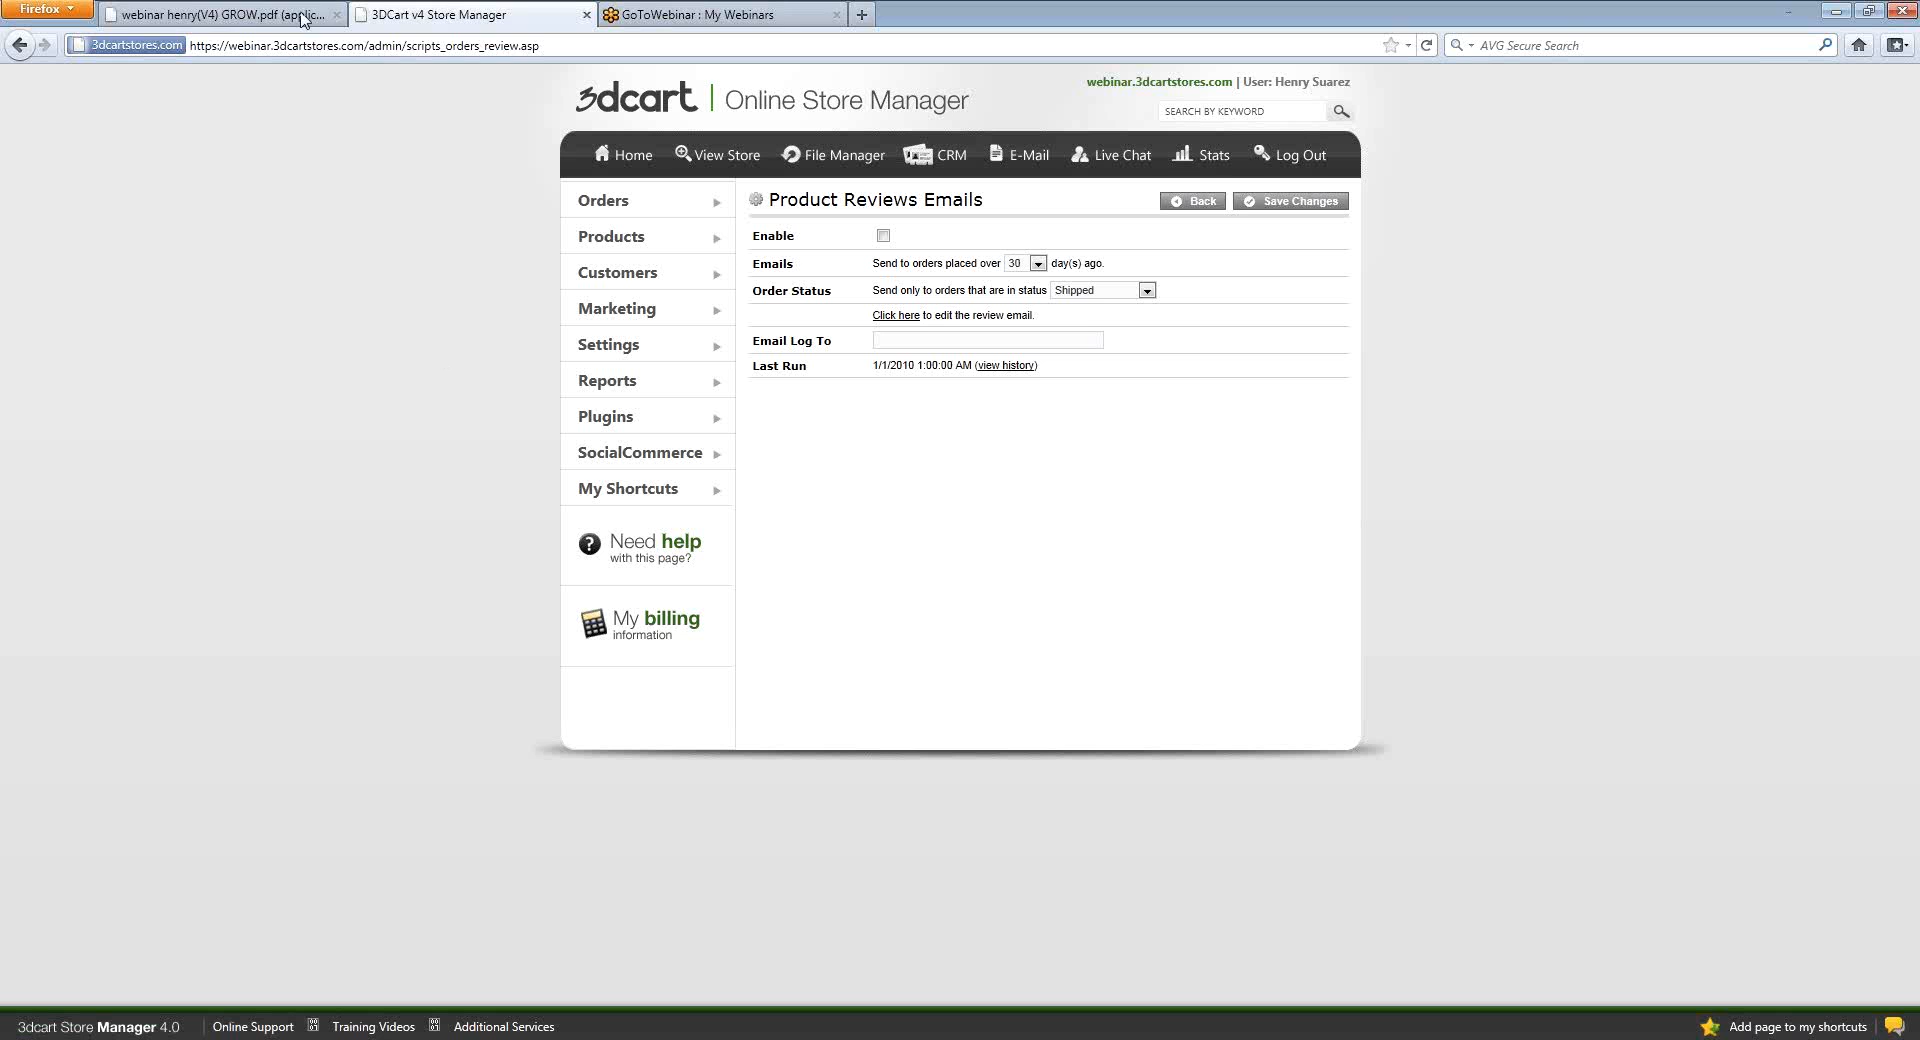 Firefox
webinar henry(V4) GROW.pdf (applic...
3DCart v4 Store Manager
GoToWebinar : My Webinars
3dcartstores.com
https://webinar.3dcartstores.com/admin/scripts_orders_review.asp
AVG Secure Search
3dcart | Online Store Manager
webinar.3dcartstores.com | User: Henry Suarez
SEARCH BY KEYWORD
Home
View Store
File Manager
CRM
E-Mail
Live Chat
Stats
Log Out
Orders
Products
Customers
Marketing
Settings
Reports
Plugins
SocialCommerce
My Shortcuts
? Need help
with this page?
My billing
information
Product Reviews Emails
Back
Save Changes
Enable
Emails
Send to orders placed over 30 day(s) ago.
Order Status
Send only to orders that are in status Shipped
Click here to edit the review email.
Email Log To
Last Run
1/1/2010 1:00:00 AM (view history)
3dcart Store Manager 4.0
Online Support
Training Videos
Additional Services
Add page to my shortcuts